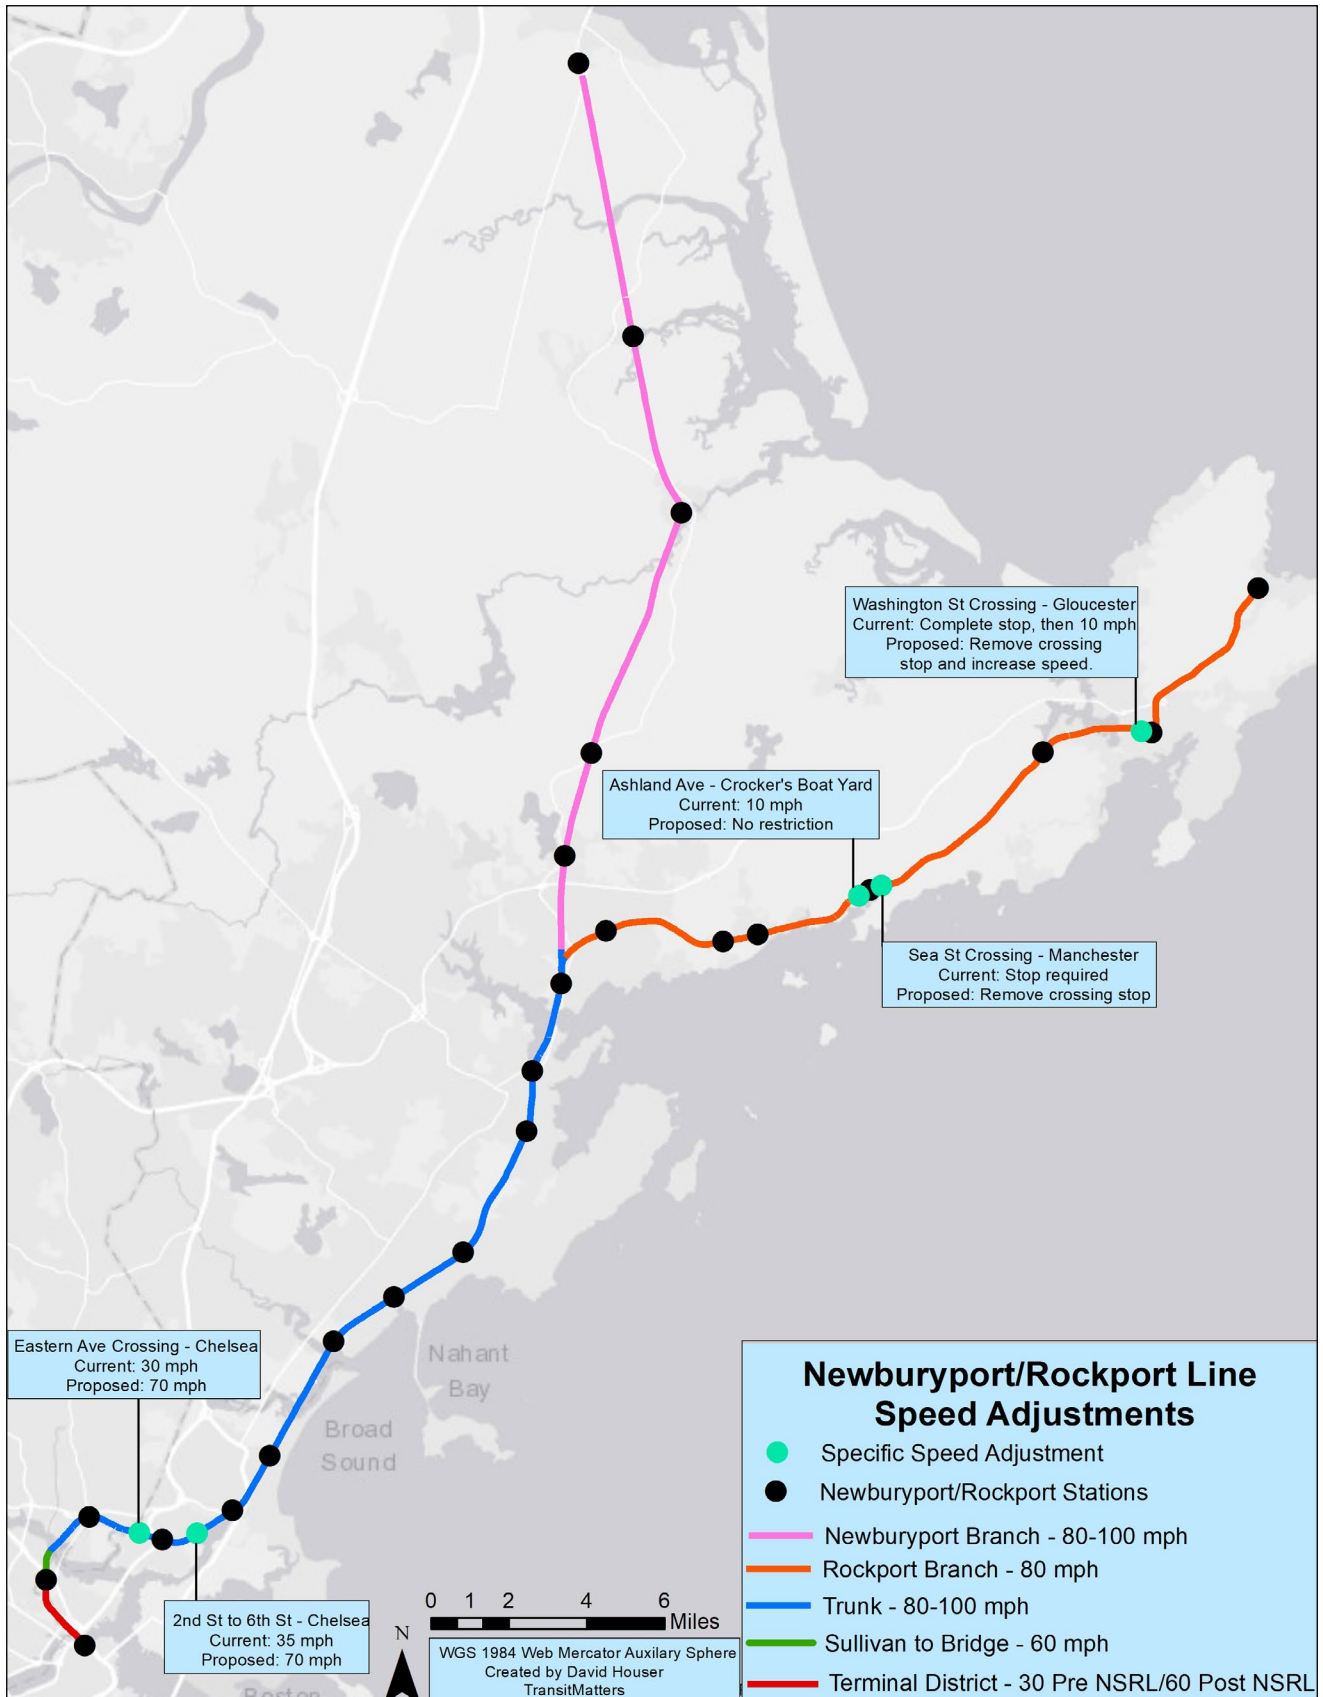 Washington St Crossing - Gloucester
Current: Complete stop, then 10 mph
Proposed: Remove crossing
stop and increase speed.
Ashland Ave - Crocker's Boat Yard
Current: 10 mph
Proposed: No restriction
Sea St Crossing - Manchester
Current: Stop required
Proposed: Remove crossing stop
Eastern Ave Crossing - Chelsea
Current: 30 mph
Proposed: 70 mph
Nahant
Bay
Broad
Sound
2nd St to 6th St - Chelsea
Current: 35 mph
Proposed: 70 mph
Boston
N
0 1 2 4 6
Miles
WGS 1984 Web Mercator Auxilary Sphere
Created by David Houser
TransitMatters
Newburyport/Rockport Line
Speed Adjustments
Specific Speed Adjustment
Newburyport/Rockport Stations
Newburyport Branch - 80-100 mph
Rockport Branch - 80 mph
Trunk - 80-100 mph
Sullivan to Bridge - 60 mph
Terminal District - 30 Pre NSRL/60 Post NSRL